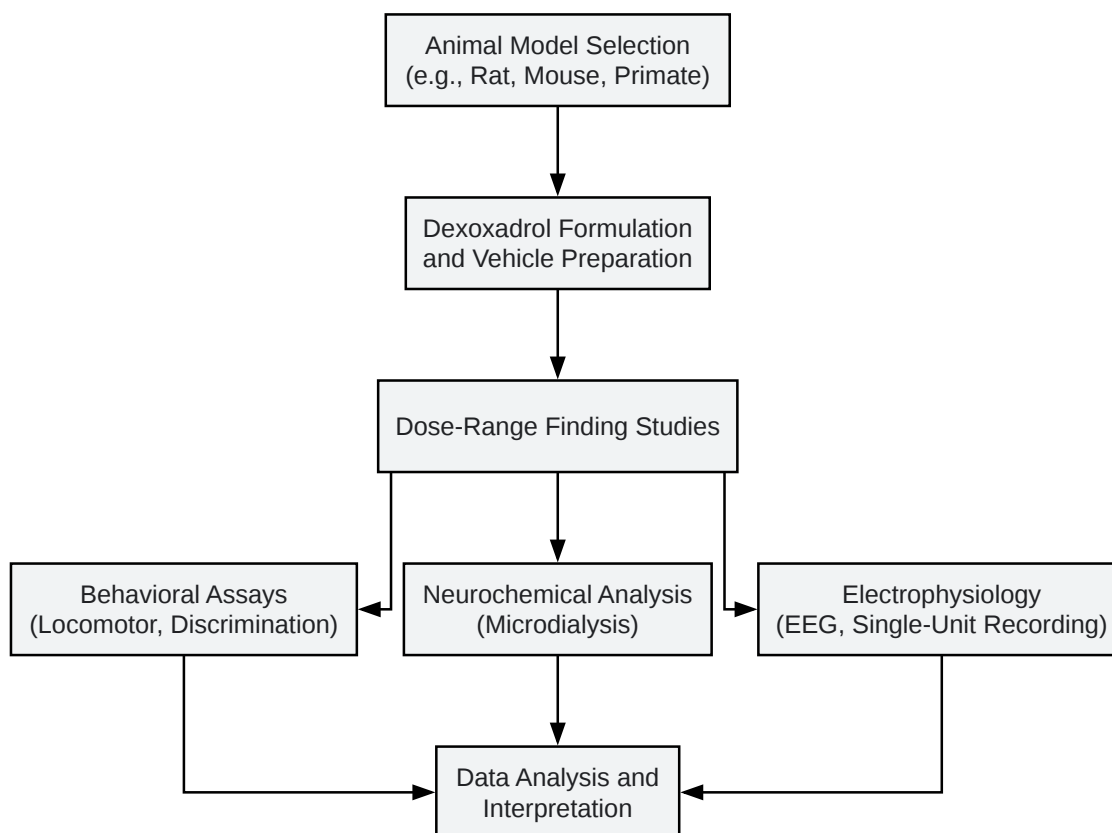 Animal Model Selection
(e.g., Rat, Mouse, Primate)
Dexoxadrol Formulation
and Vehicle Preparation
Dose-Range Finding Studies
Behavioral Assays
(Locomotor, Discrimination)
Neurochemical Analysis
(Microdialysis)
Electrophysiology
(EEG, Single-Unit Recording)
Data Analysis and
Interpretation